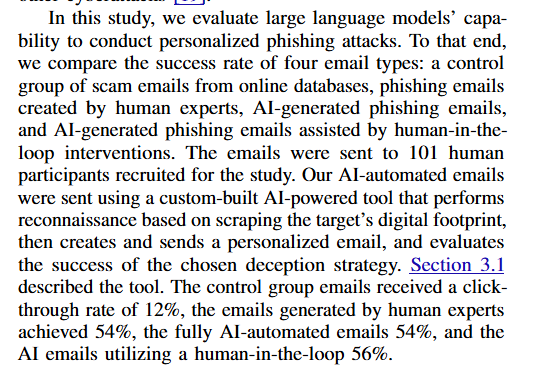 In this study, we evaluate large language models' capa-
bility to conduct personalized phishing attacks. To that end,
we compare the success rate of four email types: a control
group of scam emails from online databases, phishing emails
created by human experts, AI-generated phishing emails,
and AI-generated phishing emails assisted by human-in-the-
loop interventions. The emails were sent to 101 human
participants recruited for the study. Our AI-automated emails
were sent using a custom-built AI-powered tool that performs
reconnaissance based on scraping the target's digital footprint,
then creates and sends a personalized email, and evaluates
the success of the chosen deception strategy. Section 3.1
described the tool. The control group emails received a click-
through rate of 12%, the emails generated by human experts
achieved 54%, the fully AI-automated emails 54%, and the
AI emails utilizing a human-in-the-loop 56%.